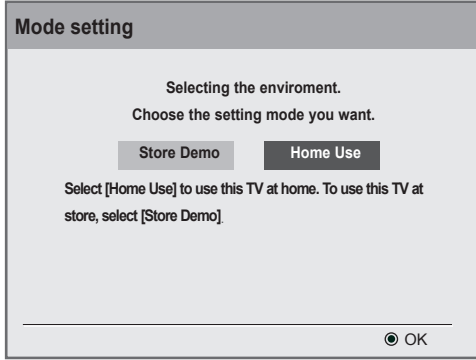 Mode setting
Selecting the enviroment.
Choose the setting mode you want.
Store Demo Home Use
Select [Home Use] to use this TV at home. To use this TV at
store, select [Store Demo].
OK